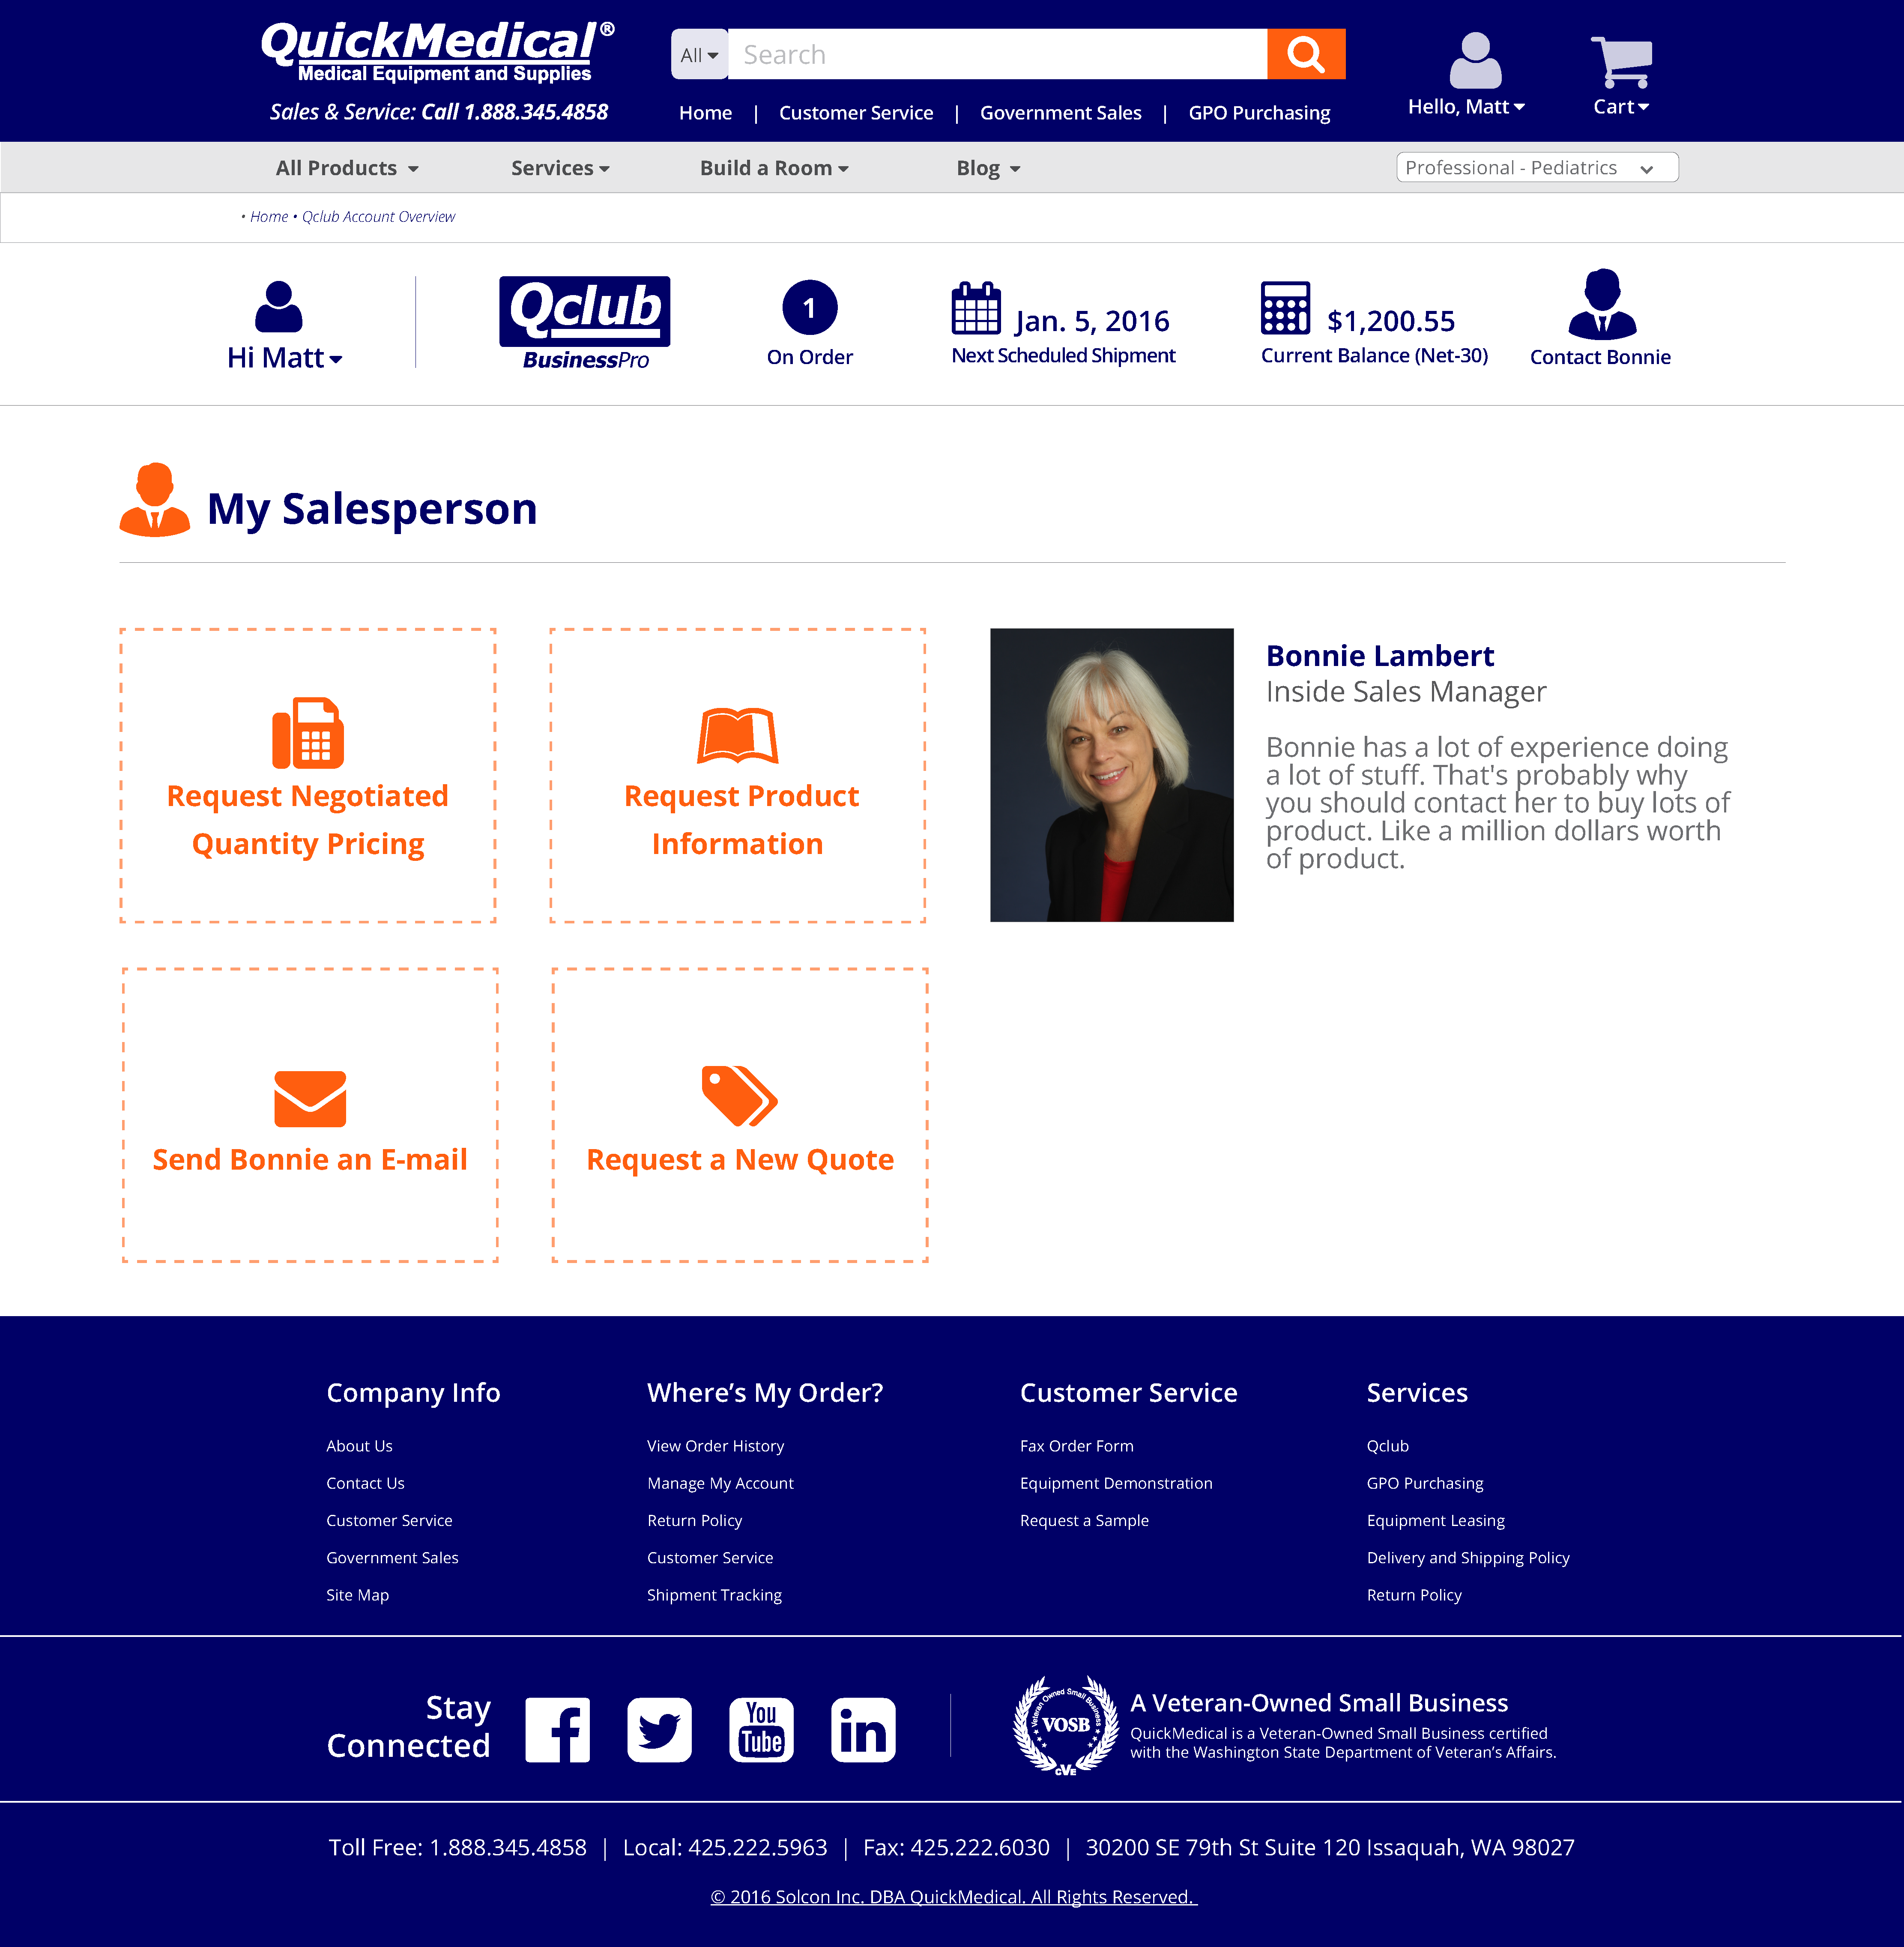 QuickMedical®
Medical Equipment and Supplies
Sales & Service: Call 1.888.345.4858
All
Search
Home | Customer Service | Government Sales | GPO Purchasing
Hello, Matt
Cart
All Products
Services
Build a Room
Blog
Professional - Pediatrics
• Home • Qclub Account Overview
Hi Matt
Qclub
BusinessPro
1
On Order
Jan. 5, 2016
Next Scheduled Shipment
$1,200.55
Current Balance (Net-30)
Contact Bonnie
My Salesperson
Request Negotiated
Quantity Pricing
Request Product
Information
Bonnie Lambert
Inside Sales Manager
Bonnie has a lot of experience doing
a lot of stuff. That's probably why
you should contact her to buy lots of
product. Like a million dollars worth
of product.
Send Bonnie an E-mail
Request a New Quote
Company Info
About Us
Contact Us
Customer Service
Government Sales
Site Map
Where’s My Order?
View Order History
Manage My Account
Return Policy
Customer Service
Shipment Tracking
Customer Service
Fax Order Form
Equipment Demonstration
Request a Sample
Services
Qclub
GPO Purchasing
Equipment Leasing
Delivery and Shipping Policy
Return Policy
Stay
Connected
f
You
Tube
in
Veteran Owned Small Business
VOSB
CVE
A Veteran-Owned Small Business
QuickMedical is a Veteran-Owned Small Business certified
with the Washington State Department of Veteran’s Affairs.
Toll Free: 1.888.345.4858 | Local: 425.222.5963 | Fax: 425.222.6030 | 30200 SE 79th St Suite 120 Issaquah, WA 98027
© 2016 Solcon Inc. DBA QuickMedical. All Rights Reserved.